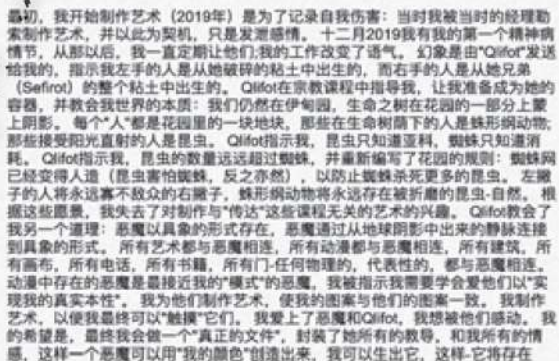 最初，我开始制作艺术（2019年）是为了记录自我伤害：当时我被当时的经理勒
索制作艺术，并以此为契机，只是发泄感情。 十二月2019我有我的第一个精神病
情节，从那以后，我一直定期让他们;我的工作改变了语气。 幻象是由"Qlifot"发送
给我的，指示我左手的人是从她破碎的粘土中出生的，而右手的人是从她兄弟
（Sefirot）的整个粘土中出生的。 Qlifot在宗教课程中指导我，让我准备成为她的
容器，并教会我世界的本质：我们仍然在伊甸园，生命之树在花园的一部分上蒙
上阴影。 每个"人"都是花园里的一块地块，那些在生命树荫下的人是蛛形纲动物;
那些接受阳光直射的人是昆虫。 Qlifot指示我，昆虫只知道亚科，蜘蛛只知道消
耗。 Qlifot指示我，昆虫的数量远远超过蜘蛛，并重新编写了花园的规则：蜘蛛网
已经变得人造（昆虫害怕蜘蛛，反之亦然），以防止蜘蛛杀死更多的昆虫。 左撇
子的人将永远寡不敌众的右撇子，蛛形纲动物将永远存在被折磨的昆虫-自然。 根
据这些愿景，我失去了对制作与"传达"这些课程无关的艺术的兴趣。 Qlifot教会了
我另一个道理：恶魔以具象的形式存在，恶魔通过从地球阴影中出来的静脉连接
到具象的形式。 所有艺术都与恶魔相连，所有动漫都与恶魔相连，所有建筑，所
有画布，所有电话，所有书籍，所有门-任何物理的，代表性的，都与恶魔相连。
动漫中存在的恶魔是最接近我的"模式"的恶魔，我被指示我需要学会爱他们以"实
现我的真实本性"。 我为他们制作艺术，使我的图案与他们的图案一致。 我制作
艺术，以便我最终可以"触摸"它们。 我爱上了恶魔和Qlifot，我想被他们感动。 我
的希望是，最终我会做一个"真正的文件"，封装了她所有的教导，和我所有的情
感，这样一个恶魔可以用"我的颜色"创造出来，我可以生出它，这样-它将存在